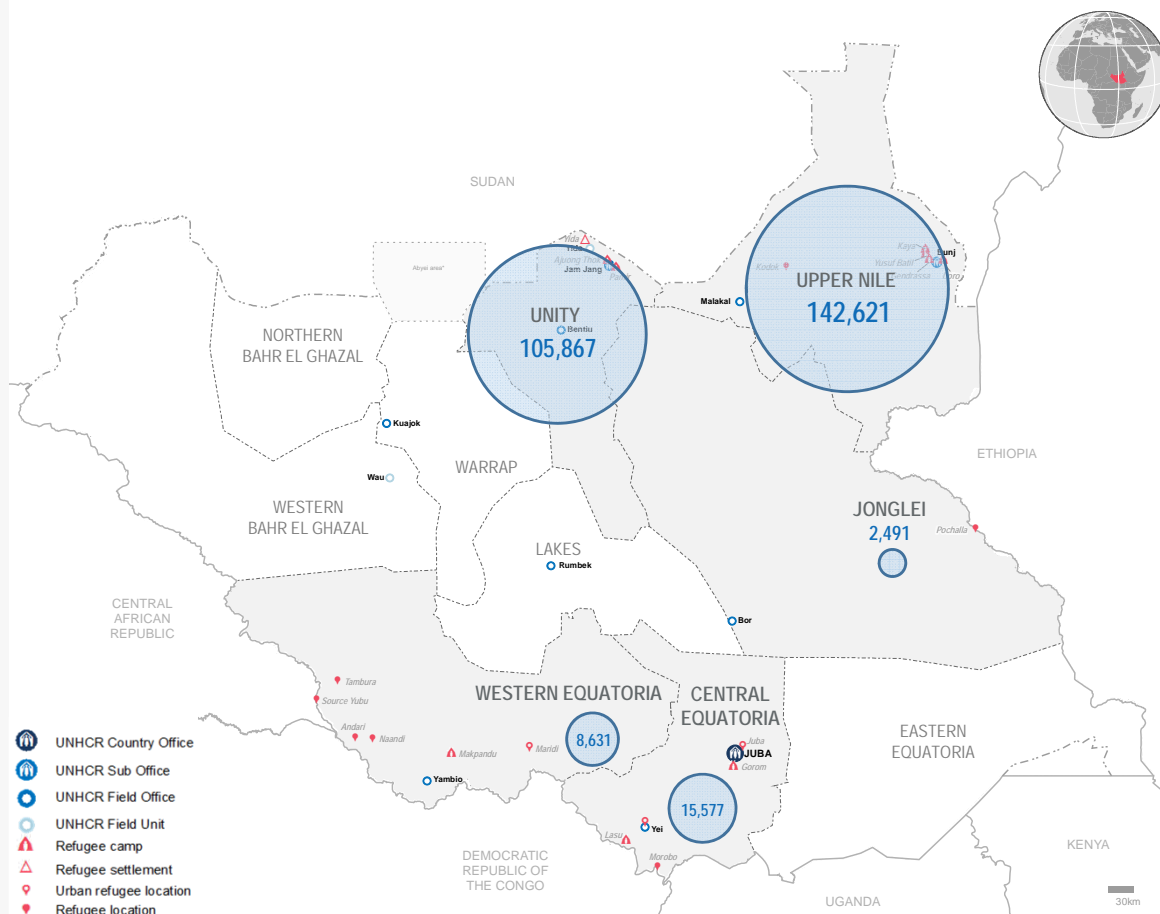 SUDAN
Abyei area*
Yida
Yida
Ajuong Thok
Jam Jang
Pamir
UNITY
Bentiu
105,867
Kodok
Malakal
Kaya
Bunj
Yusuf Batil
Gendrassa
Doro
UPPER NILE
142,621
NORTHERN
BAHR EL GHAZAL
Kuajok
Wau
WARRAP
WESTERN
BAHR EL GHAZAL
ETHIOPIA
JONGLEI
2,491
Pochalla
LAKES
Rumbek
Bor
CENTRAL
AFRICAN
REPUBLIC
Tambura
Source Yubu
Andari
Naandi
Makpandu
Maridi
Yambio
WESTERN EQUATORIA
8,631
CENTRAL
EQUATORIA
Juba
JUBA
Gorom
15,577
Yei
Lasu
Morobo
EASTERN
EQUATORIA
DEMOCRATIC
REPUBLIC OF
THE CONGO
UGANDA
KENYA
30km
UNHCR Country Office
UNHCR Sub Office
UNHCR Field Office
UNHCR Field Unit
Refugee camp
Refugee settlement
Urban refugee location
Refugee location